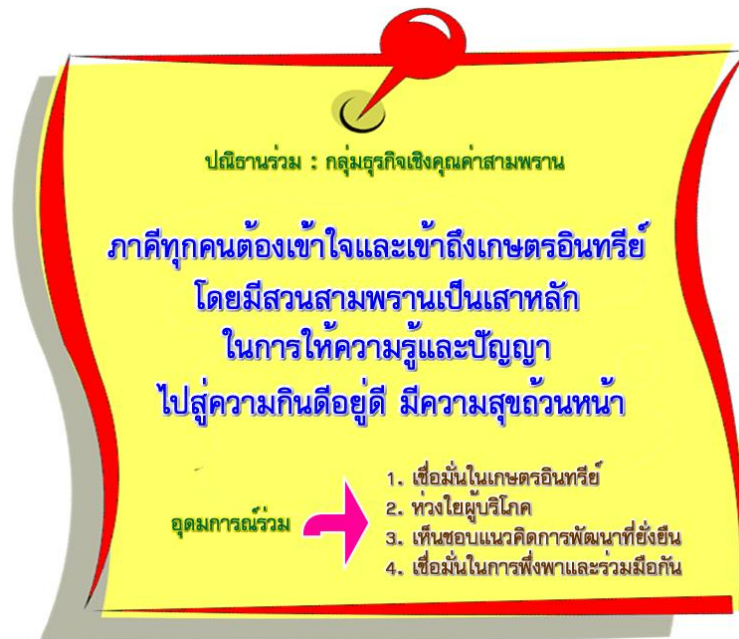 ปณิธานร่วม : กลุ่มธุรกิจเชิงคุณค่าสามพราน
ภาคีทุกคนต้องเข้าใจและเข้าถึงเกษตรอินทรีย์
โดยมีสวนสามพรานเป็นเสาหลัก
ในการให้ความรู้และปัญญา
ไปสู่ความกินดีอยู่ดี มีความสุขถ้วนหน้า
อุดมการณ์ร่วม
1. เชื่อมั่นในเกษตรอินทรีย์
2. ห่วงใยผู้บริโภค
3. เห็นชอบแนวคิดการพัฒนาที่ยั่งยืน
4. เชื่อมั่นในการพึ่งพาและร่วมมือกัน